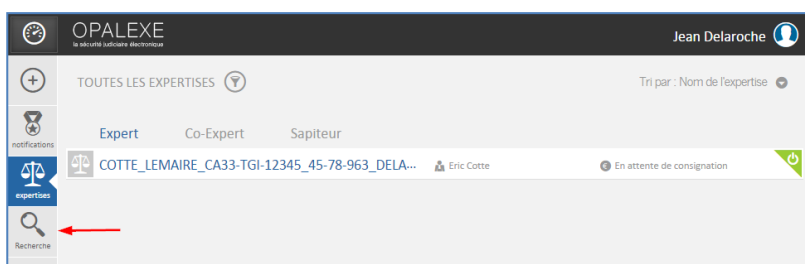 OPALEXE
la sécurité judiciaire électronique
Jean Delaroche
TOUTES LES EXPERTISES
Tri par : Nom de l'expertise
notifications
Expert Co-Expert Sapiteur
COTTE_LEMAIRE_CA33-TGI-12345_45-78-963_DELA... Eric Cotte En attente de consignation
expertises
Recherche